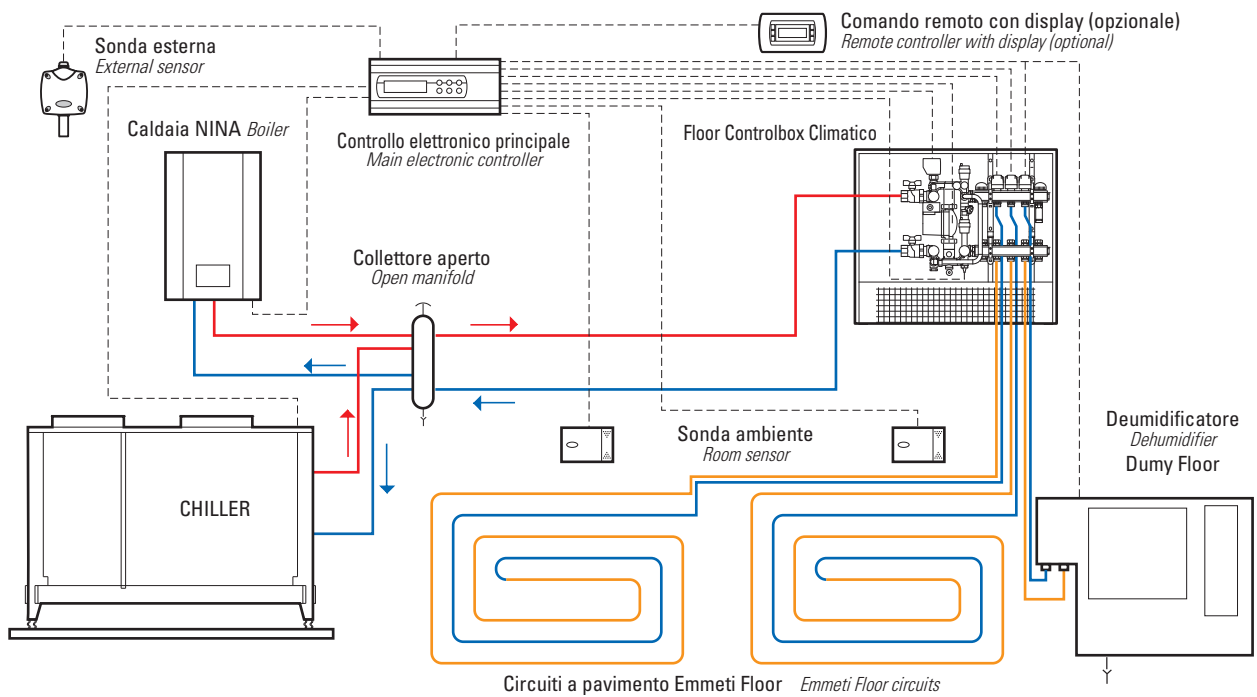 Comando remoto con display (opzionale)
Remote controller with display (optional)
Sonda esterna
External sensor
Caldaia NINA Boiler
Controllo elettronico principale
Main electronic controller
Floor Controlbox Climatico
Collettore aperto
Open manifold
Sonda ambiente
Room sensor
Deumidificatore
Dehumidifier
Dumy Floor
CHILLER
Circuiti a pavimento Emmeti Floor Emmeti Floor circuits